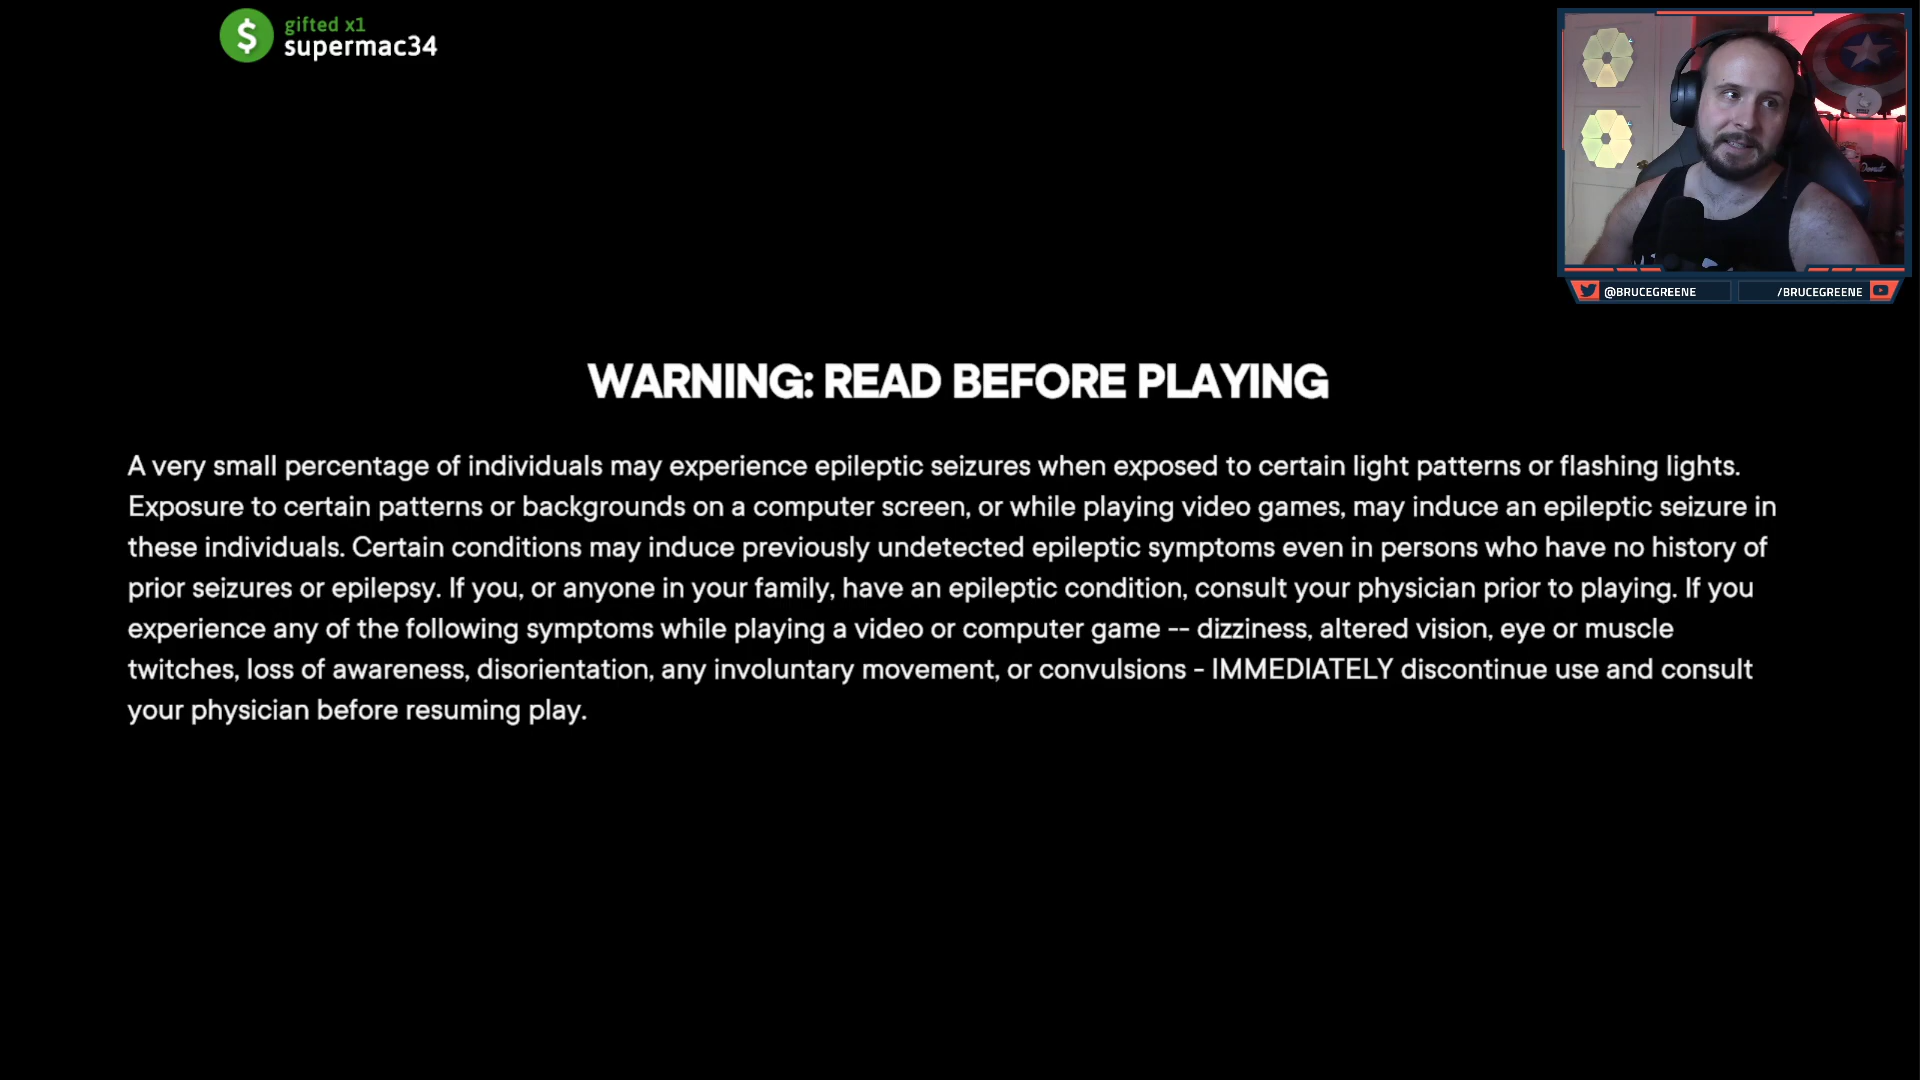 gifted x1
supermac34
@BRUCEGREENE
/BRUCEGREENE
WARNING: READ BEFORE PLAYING
A very small percentage of individuals may experience epileptic seizures when exposed to certain light patterns or flashing lights.
Exposure to certain patterns or backgrounds on a computer screen, or while playing video games, may induce an epileptic seizure in
these individuals. Certain conditions may induce previously undetected epileptic symptoms even in persons who have no history of
prior seizures or epilepsy. If you, or anyone in your family, have an epileptic condition, consult your physician prior to playing. If you
experience any of the following symptoms while playing a video or computer game -- dizziness, altered vision, eye or muscle
twitches, loss of awareness, disorientation, any involuntary movement, or convulsions - IMMEDIATELY discontinue use and consult
your physician before resuming play.